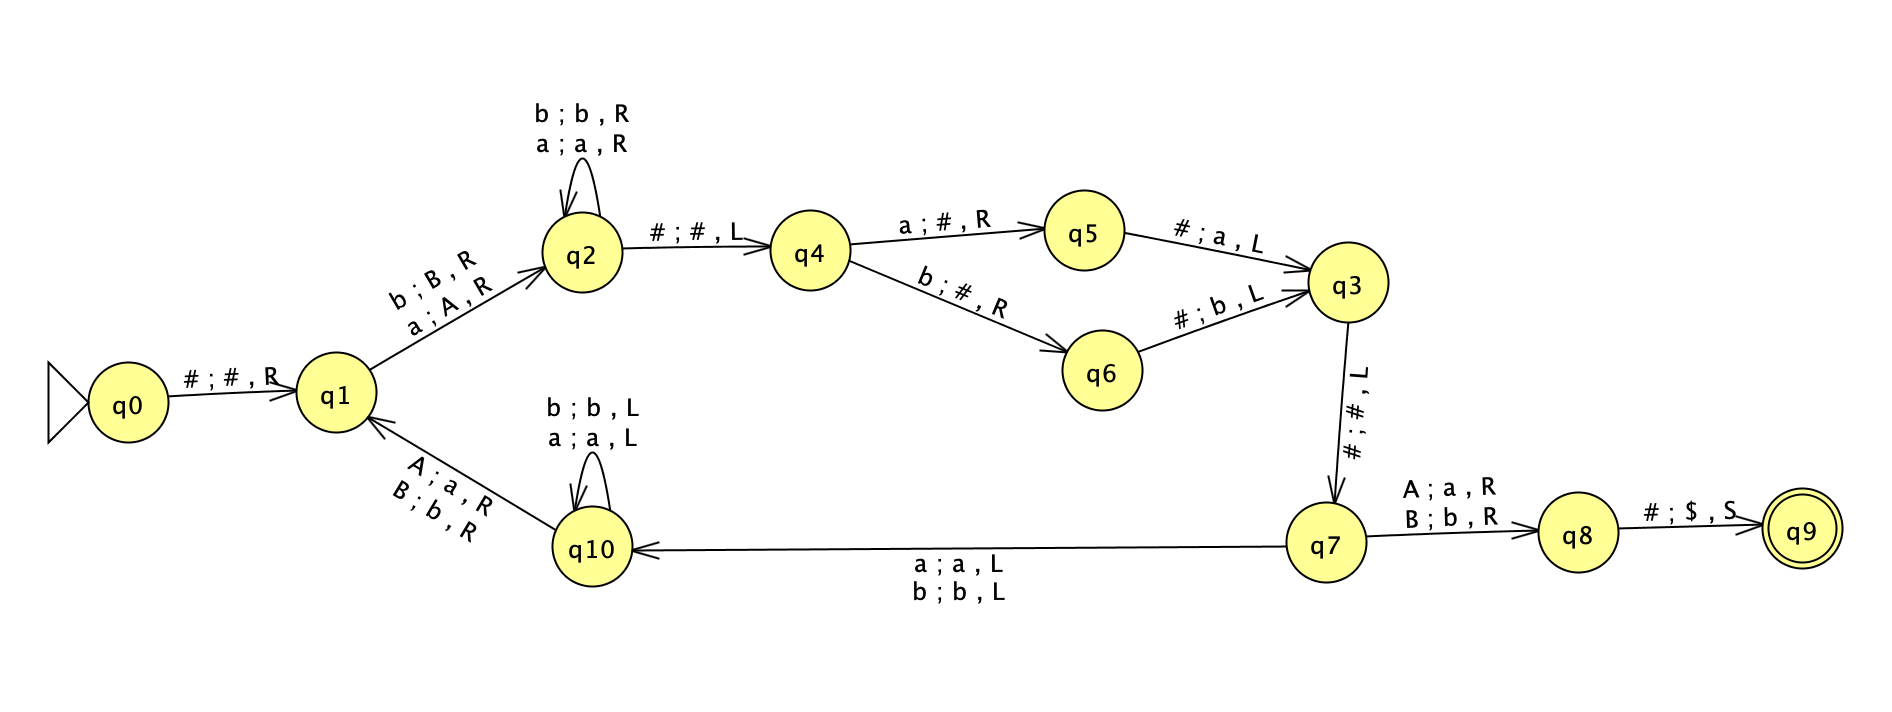 b ; b , R
a ; a , R
q2
# ; # , L
q4
a ; # , R
q5
# ; a , L
q3
b ; # , R
# ; b , L
q6
b ; B , R
a ; A , R
q0
# ; # , R
q1
# ; # , L
b ; b , L
a ; a , L
q10
A ; a , R
B ; b , R
a ; a , L
b ; b , L
q7
A ; a , R
B ; b , R
q8
# ; $ , S
q9